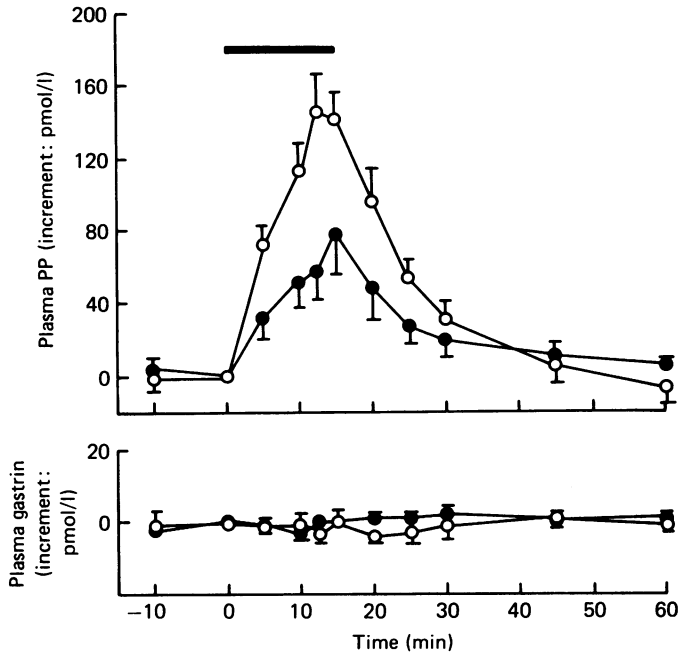 200
160
120
80
40
0
Plasma PP (increment: pmol/l)
20
0
Plasma gastrin
(increment:
pmol/l)
−10 0 10 20 30 40 50 60
Time (min)